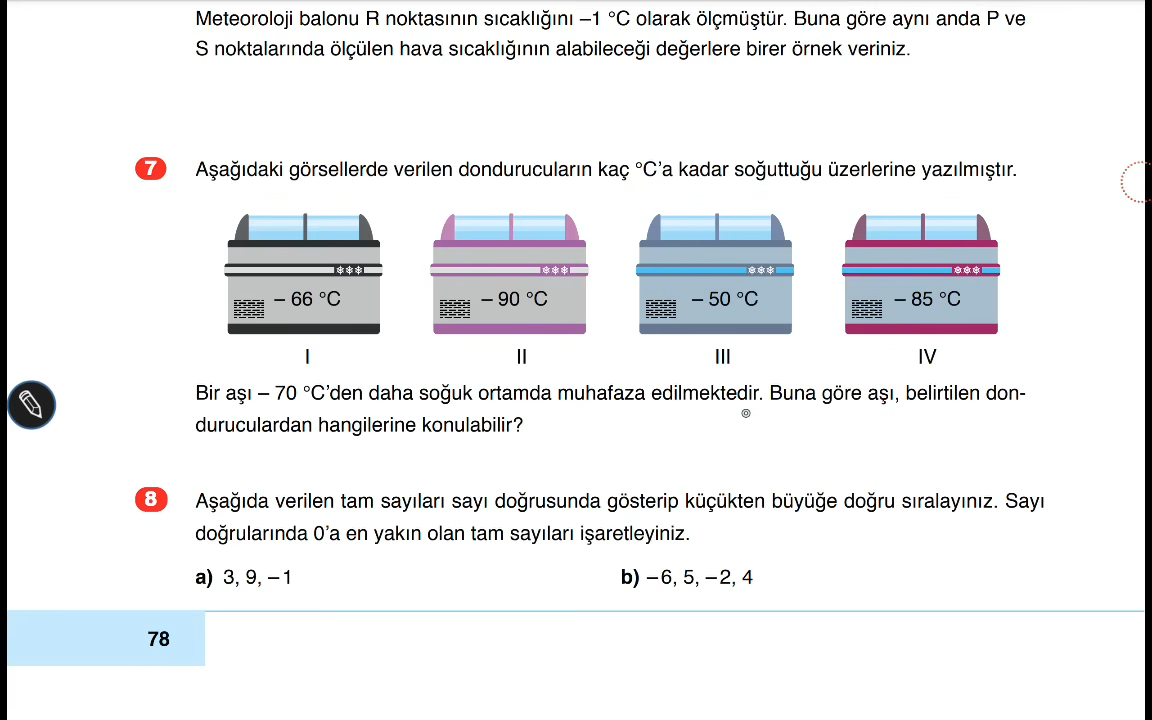 Meteoroloji balonu R noktasının sıcaklığını –1 °C olarak ölçmüştür. Buna göre aynı anda P ve
S noktalarında ölçülen hava sıcaklığının alabileceği değerlere birer örnek veriniz.
7 Aşağıdaki görsellerde verilen dondurucuların kaç °C’a kadar soğuttuğu üzerlerine yazılmıştır.
– 66 °C – 90 °C – 50 °C – 85 °C
I II III IV
Bir aşı – 70 °C’den daha soğuk ortamda muhafaza edilmektedir. Buna göre aşı, belirtilen don-
duruculardan hangilerine konulabilir?
8 Aşağıda verilen tam sayıları sayı doğrusunda gösterip küçükten büyüğe doğru sıralayınız. Sayı
doğrularında 0’a en yakın olan tam sayıları işaretleyiniz.
a) 3, 9, –1 b) –6, 5, –2, 4
78